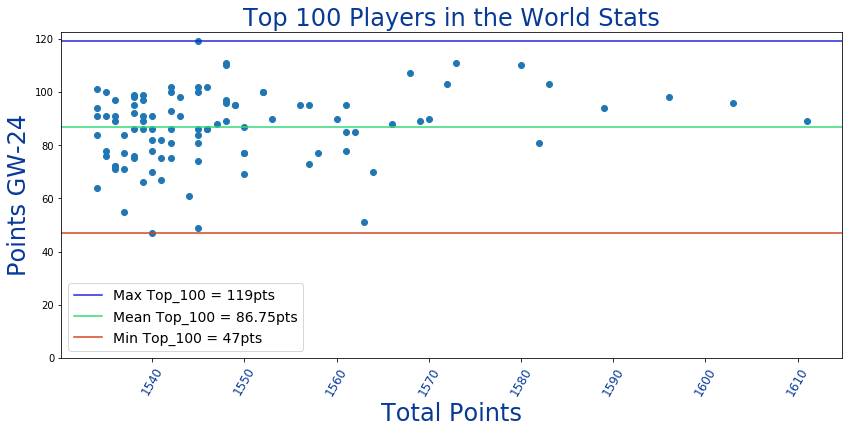 Top 100 Players in the World Stats
Points GW-24
120
100
80
60
40
20
0
Max Top_100 = 119pts
Mean Top_100 = 86.75pts
Min Top_100 = 47pts
1540 1550 1560 1570 1580 1590 1600 1610
Total Points